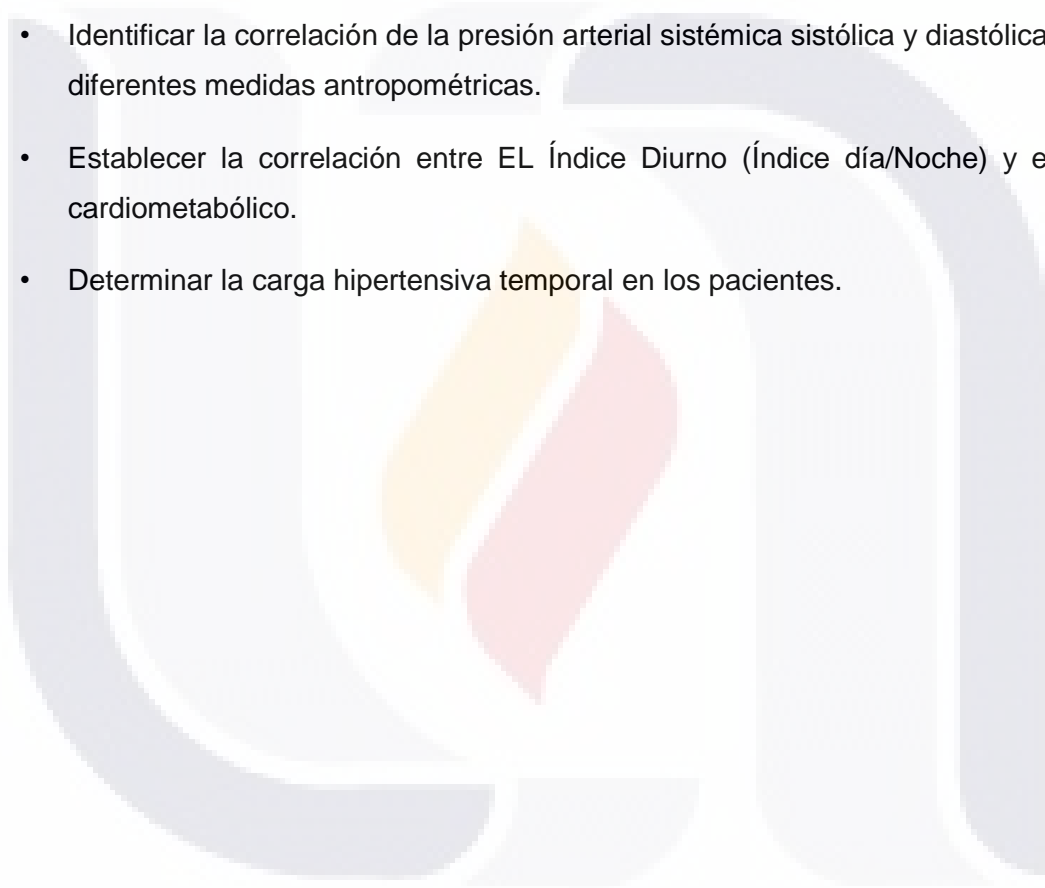 • Identificar la correlación de la presión arterial sistémica sistólica y diastólica
diferentes medidas antropométricas.
• Establecer la correlación entre EL Índice Diurno (Índice día/Noche) y e
cardiometabólico.
• Determinar la carga hipertensiva temporal en los pacientes.